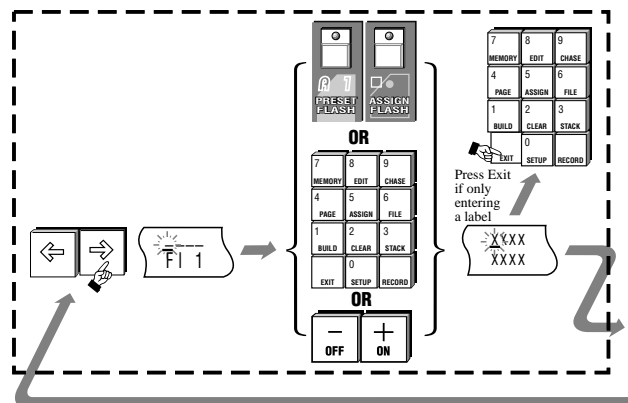 A 1
PRESET
FLASH
ASSIGN
FLASH
OR
7 8 9
MEMORY EDIT CHASE
4 5 6
PAGE ASSIGN FILE
1 2 3
BUILD CLEAR STACK
0
EXIT SETUP RECORD
OR
− +
OFF ON
F1 1
7 8 9
MEMORY EDIT CHASE
4 5 6
PAGE ASSIGN FILE
1 2 3
BUILD CLEAR STACK
0
EXIT SETUP RECORD
Press Exit
if only
entering
a label
XXXX
XXXX